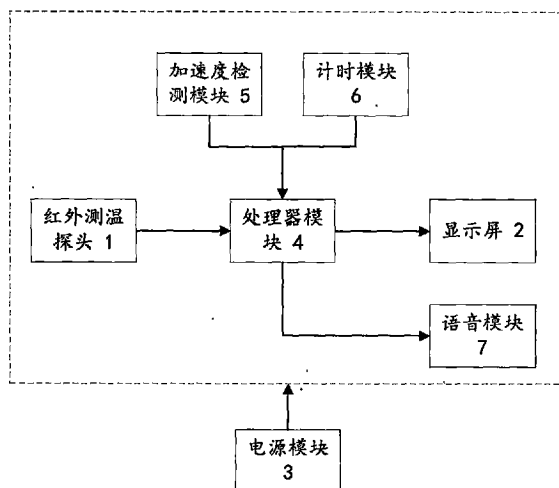 加速度检
测模块 5
计时模块
6
红外测温
探头 1
处理器模
块 4
显示屏 2
语音模块
7
电源模块
3